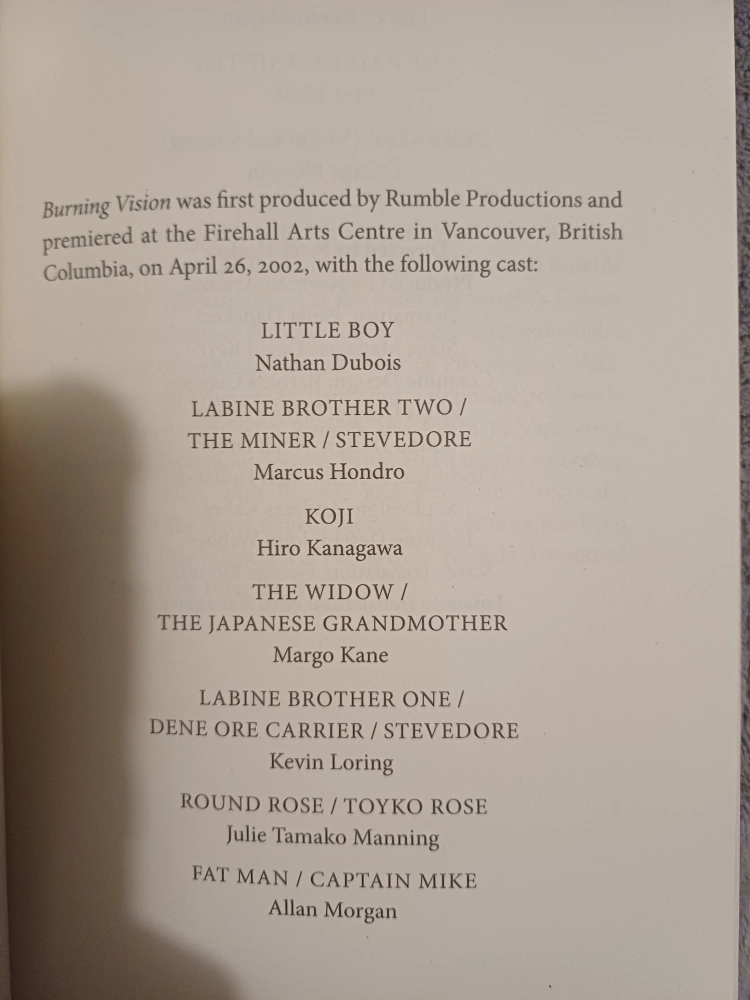 Burning Vision was first produced by Rumble Productions and
premiered at the Firehall Arts Centre in Vancouver, British
Columbia, on April 26, 2002, with the following cast:
LITTLE BOY
Nathan Dubois
LABINE BROTHER TWO /
THE MINER / STEVEDORE
Marcus Hondro
KOJI
Hiro Kanagawa
THE WIDOW /
THE JAPANESE GRANDMOTHER
Margo Kane
LABINE BROTHER ONE /
DENE ORE CARRIER / STEVEDORE
Kevin Loring
ROUND ROSE / TOYKO ROSE
Julie Tamako Manning
FAT MAN / CAPTAIN MIKE
Allan Morgan